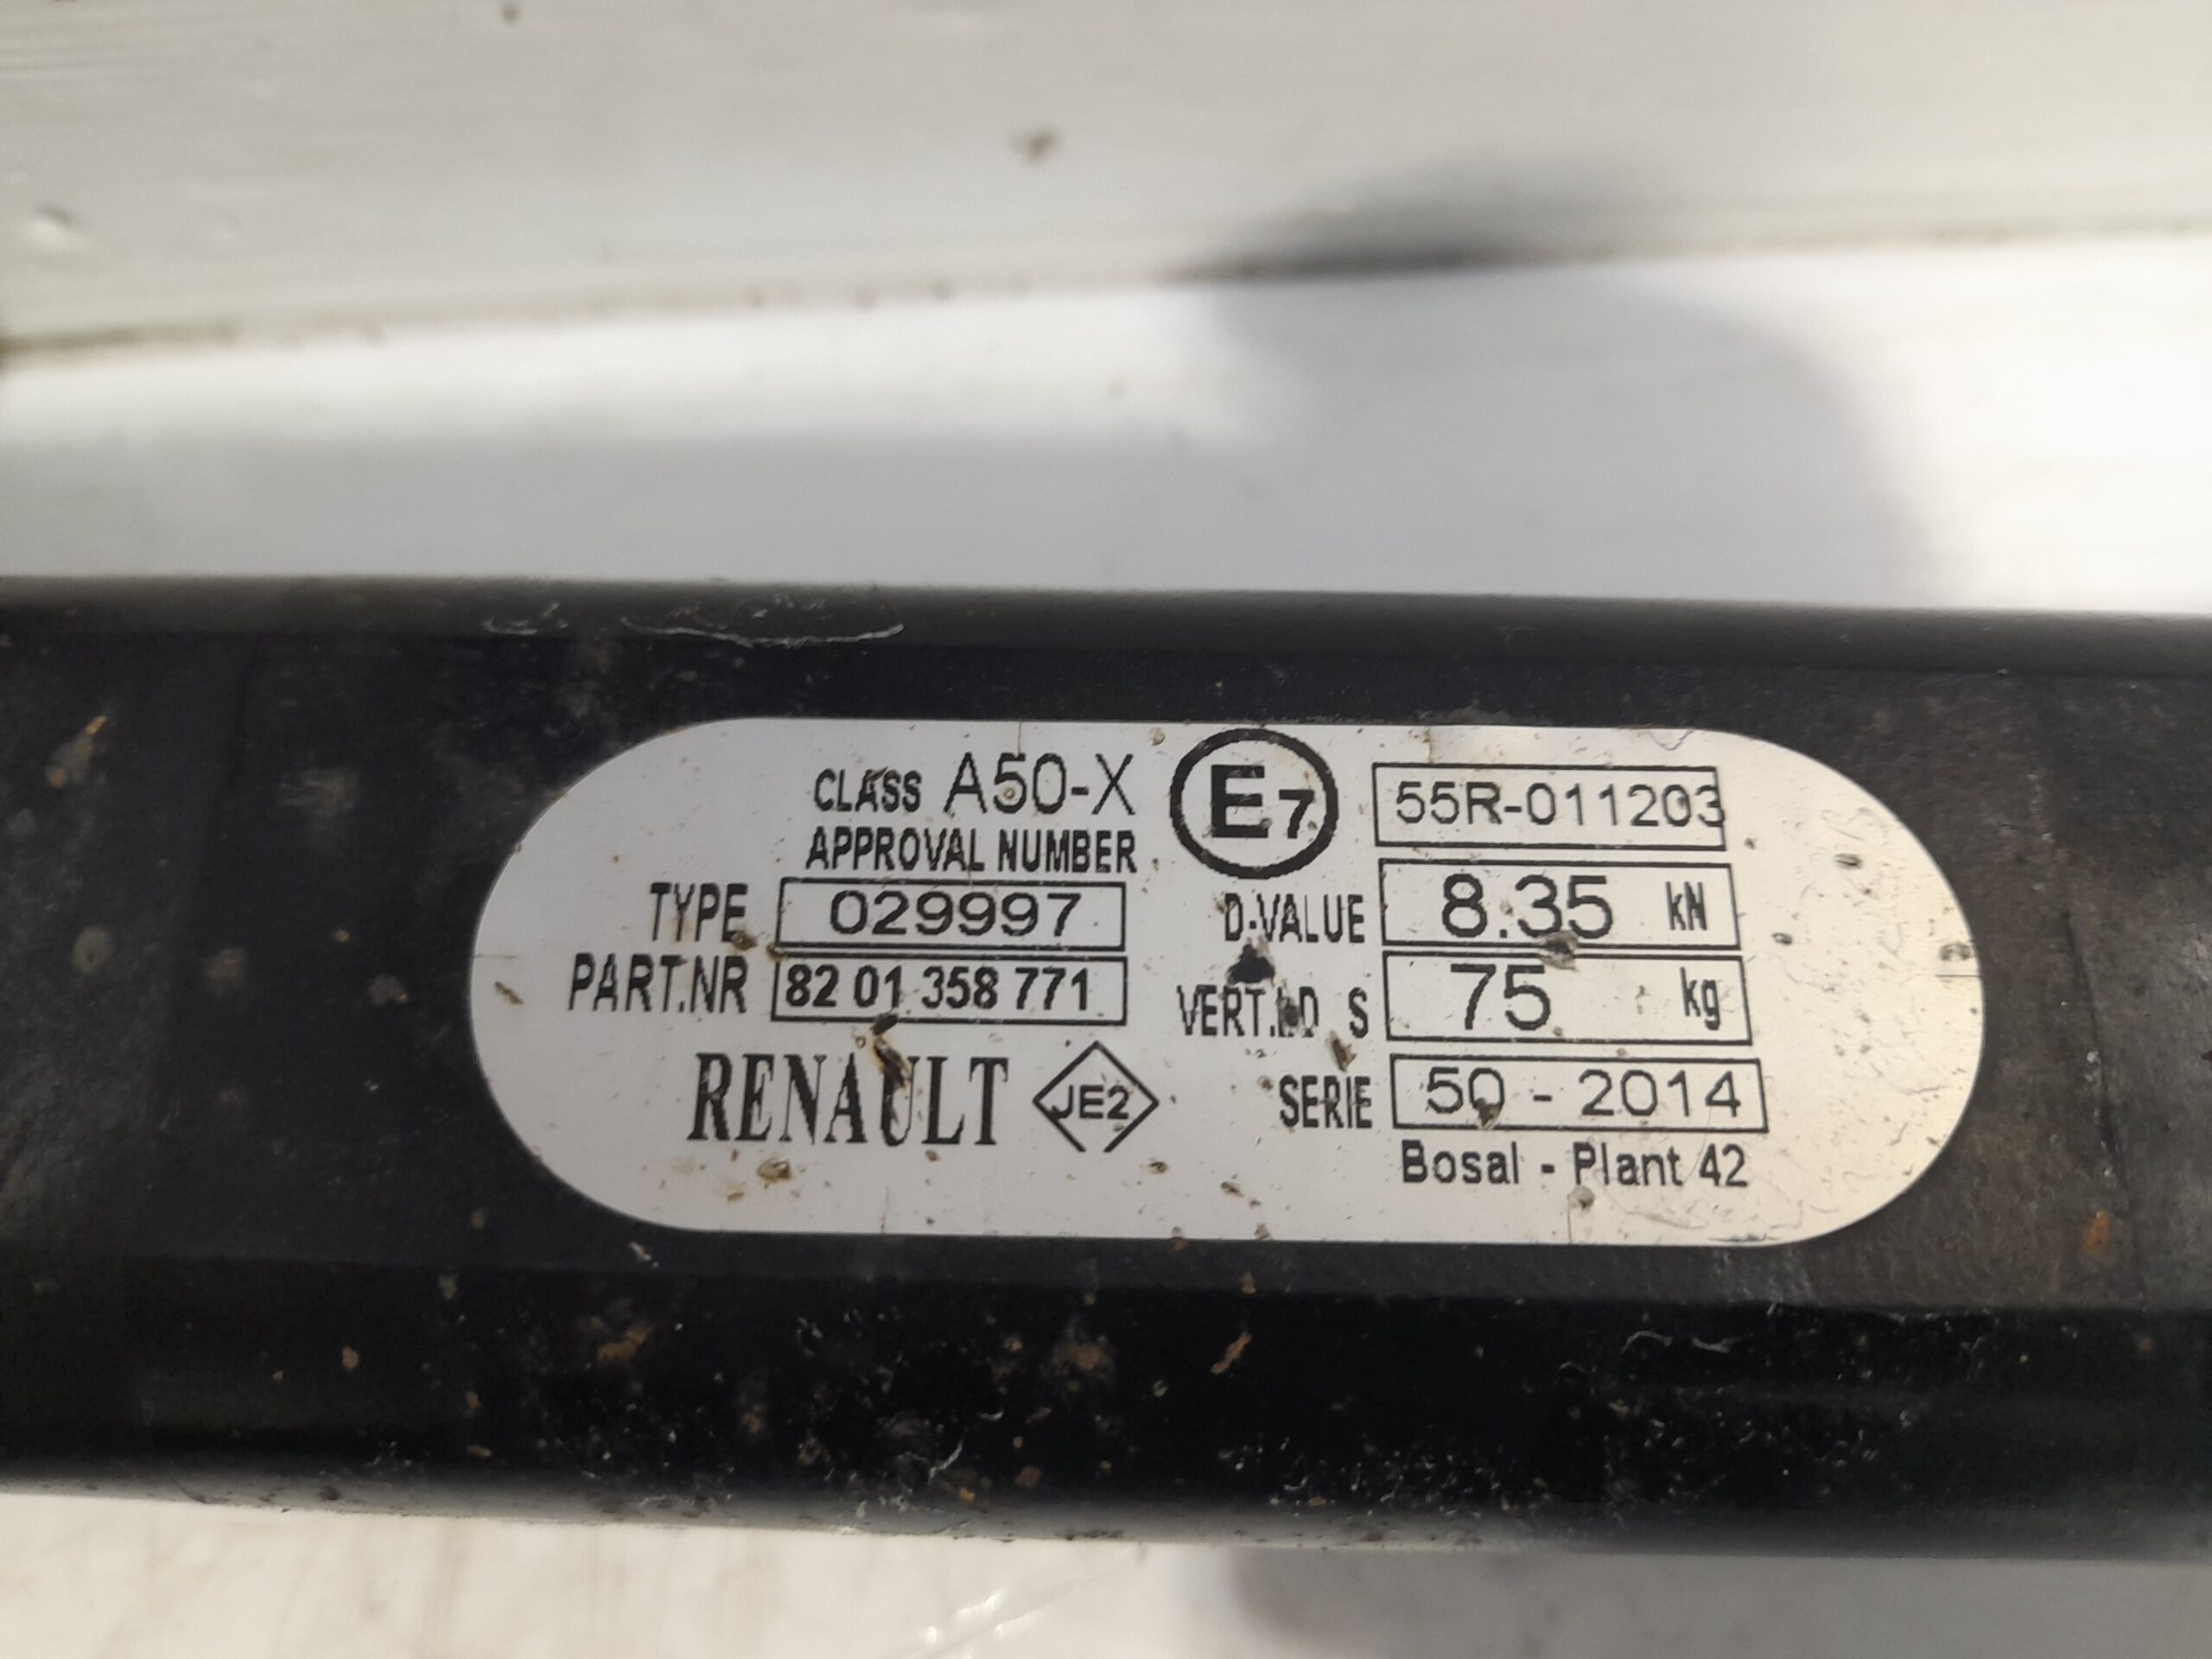 CLASS A50-X E7 55R-011203
APPROVAL NUMBER
TYPE 029997 D-VALUE 8.35 kN
PART.NR 82 01 358 771 S 75 kg
RENAULT JE2 SERIE 50 - 2014
Bosal - Plant 42